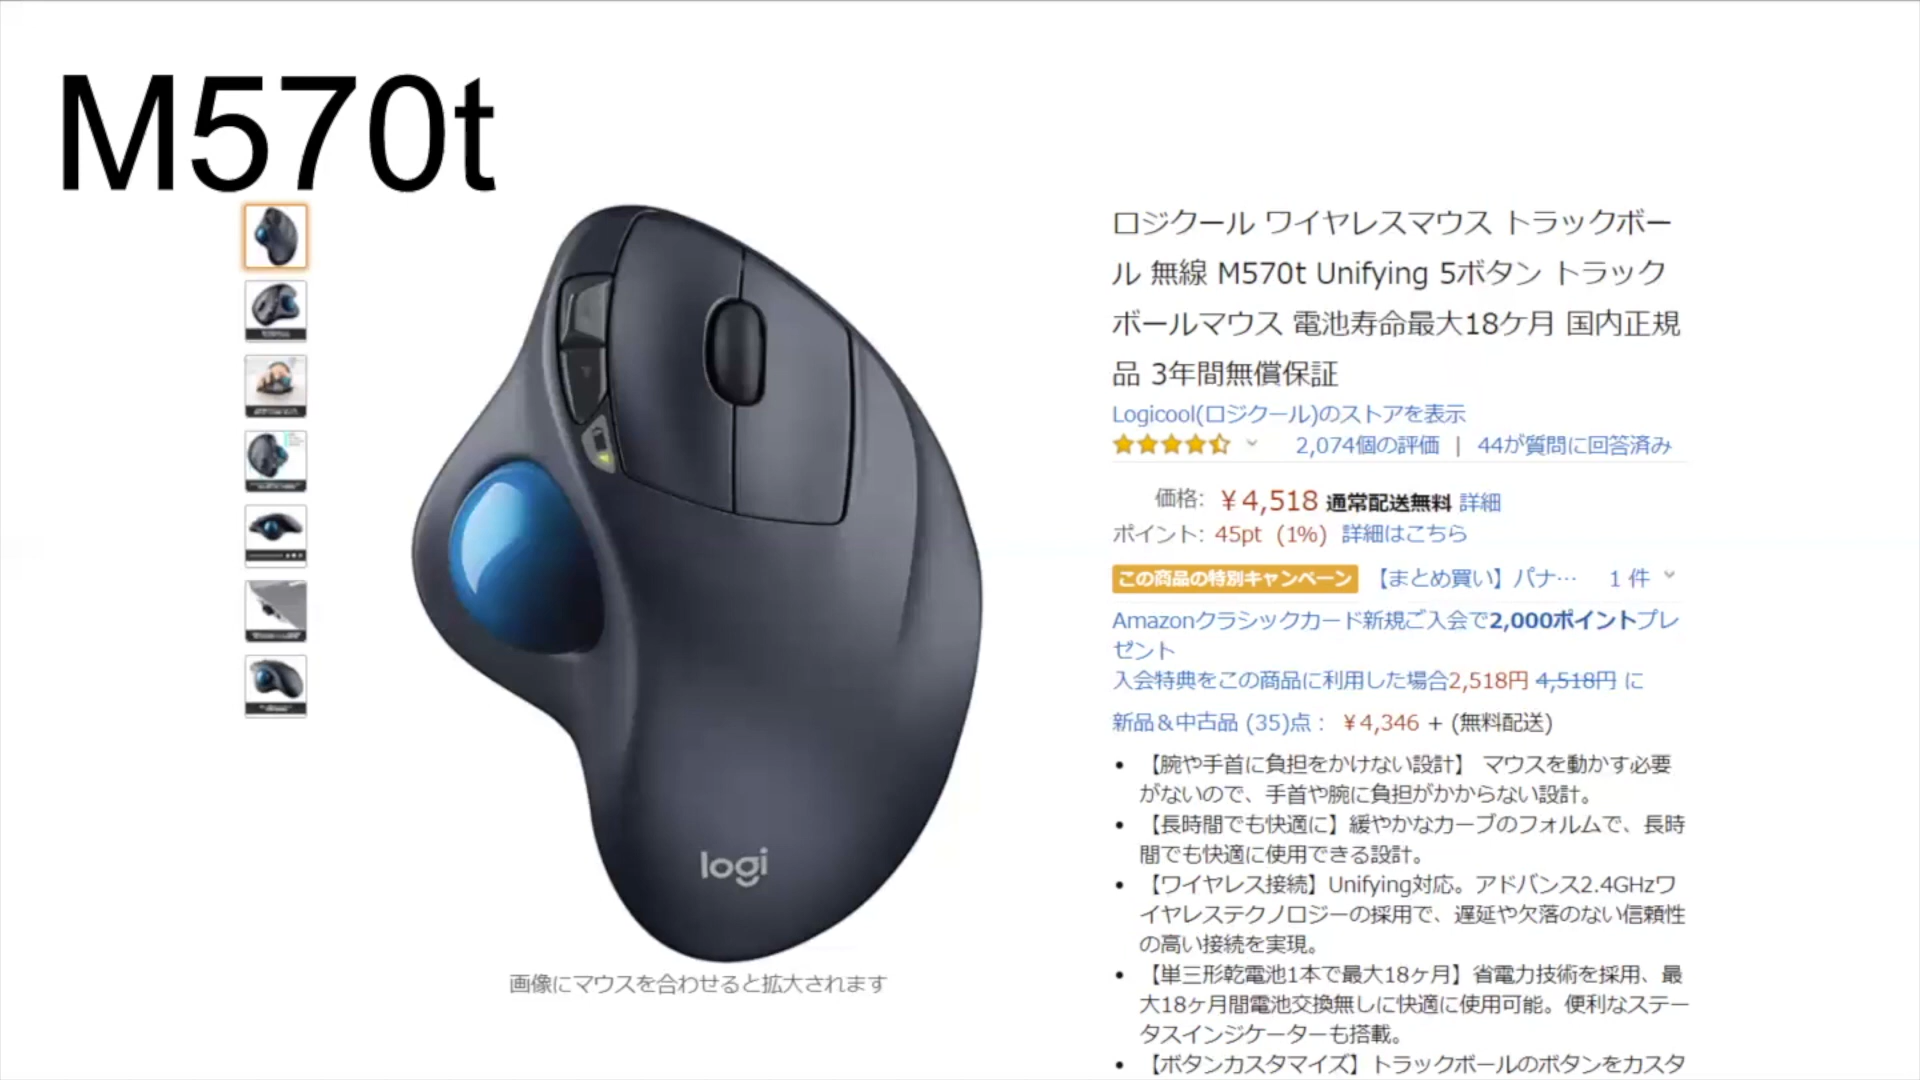 M570t
ロジクール ワイヤレスマウス トラックボー
ル 無線 M570t Unifying 5ボタン トラック
ボールマウス 電池寿命最大18ケ月 国内正規
品 3年間無償保証
Logicool(ロジクール)のストアを表示
2,074個の評価 | 44が質問に回答済み
価格: ￥4,518 通常配送無料 詳細
ポイント: 45pt (1%) 詳細はこちら
この商品の特別キャンペーン 【まとめ買い】パナ… 1 件
Amazonクラシックカード新規ご入会で2,000ポイントプレ
ゼント
入会特典をこの商品に利用した場合2,518円 4,518円 に
新品＆中古品 (35)点： ￥4,346 + (無料配送)
• 【腕や手首に負担をかけない設計】 マウスを動かす必要
がないので、手首や腕に負担がかからない設計。
• 【長時間でも快適に】緩やかなカーブのフォルムで、長時
間でも快適に使用できる設計。
• 【ワイヤレス接続】Unifying対応。アドバンス2.4GHzワ
イヤレステクノロジーの採用で、遅延や欠落のない信頼性
の高い接続を実現。
• 【単三形乾電池1本で最大18ヶ月】省電力技術を採用、最
大18ヶ月間電池交換無しに快適に使用可能。便利なステー
タスインジケーターも搭載。
• 【ボタンカスタマイズ】トラックボールのボタンをカスタ
logi
画像にマウスを合わせると拡大されます